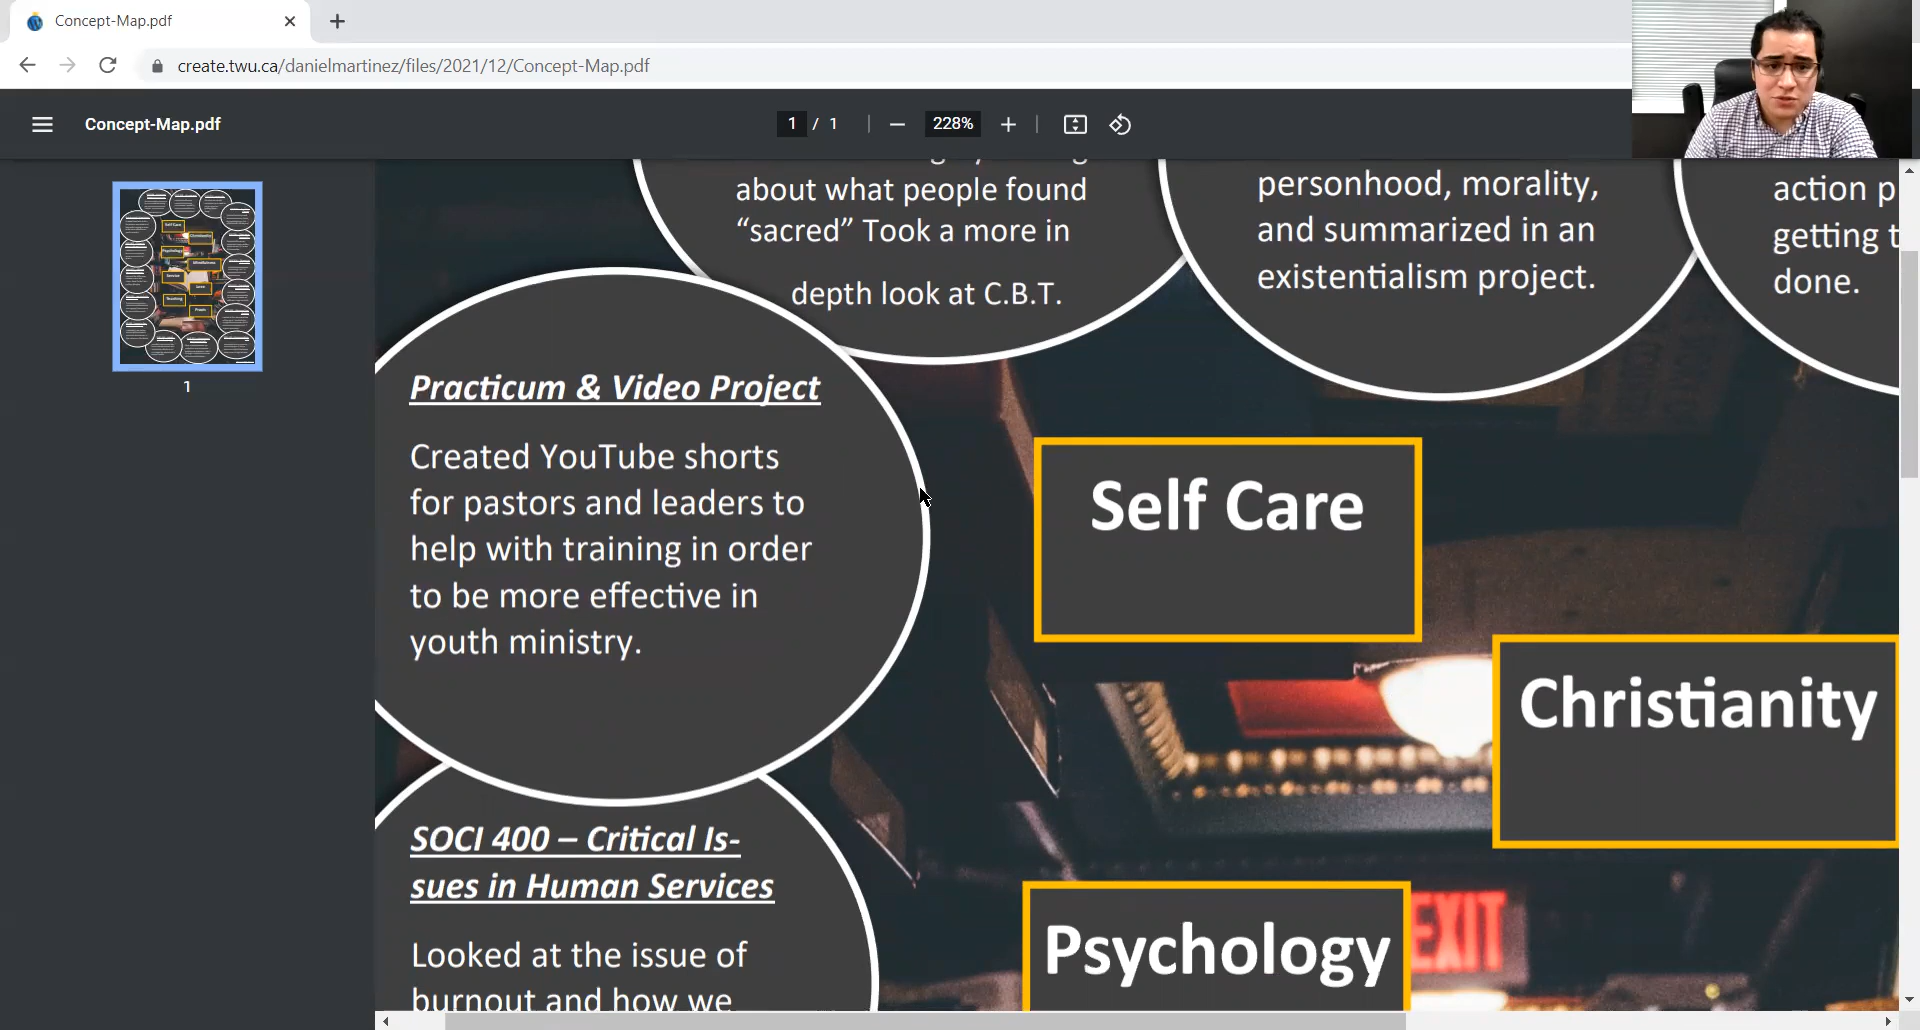 Concept-Map.pdf
create.twu.ca/danielmartinez/files/2021/12/Concept-Map.pdf
Concept-Map.pdf
1 / 1
228%
1
about what people found
“sacred” Took a more in
depth look at C.B.T.
personhood, morality,
and summarized in an
existentialism project.
action p
getting t
done.
Practicum & Video Project
Created YouTube shorts
for pastors and leaders to
help with training in order
to be more effective in
youth ministry.
Self Care
Christianity
SOCI 400 – Critical Is-
sues in Human Services
Looked at the issue of
burnout and how we
Psychology
EXIT